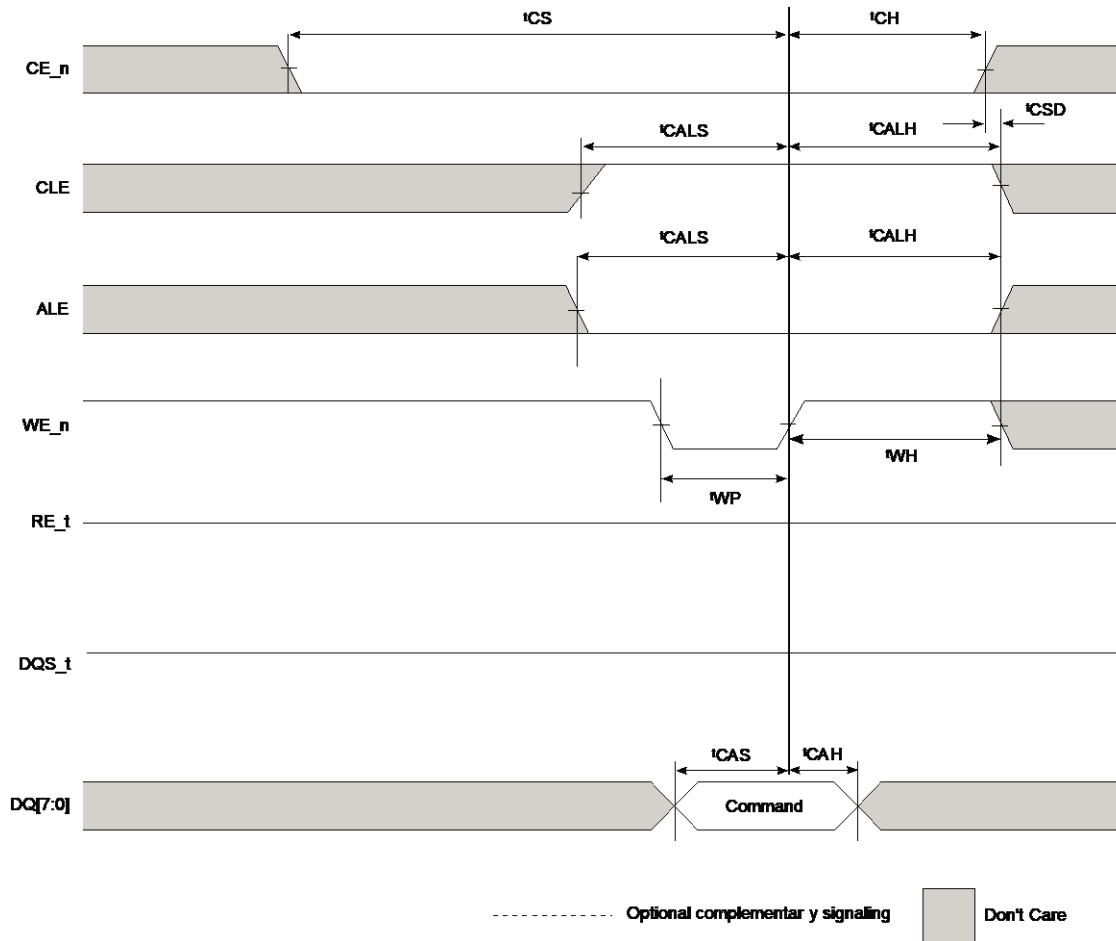 tCS
tCH
CE_n
tCSD
tCALS
tCALH
CLE
tCALS
tCALH
ALE
WE_n
tWH
tWP
RE_t
DQS_t
tCAS
tCAH
DQ[7:0]
Command
Optional complementar y signaling
Don't Care